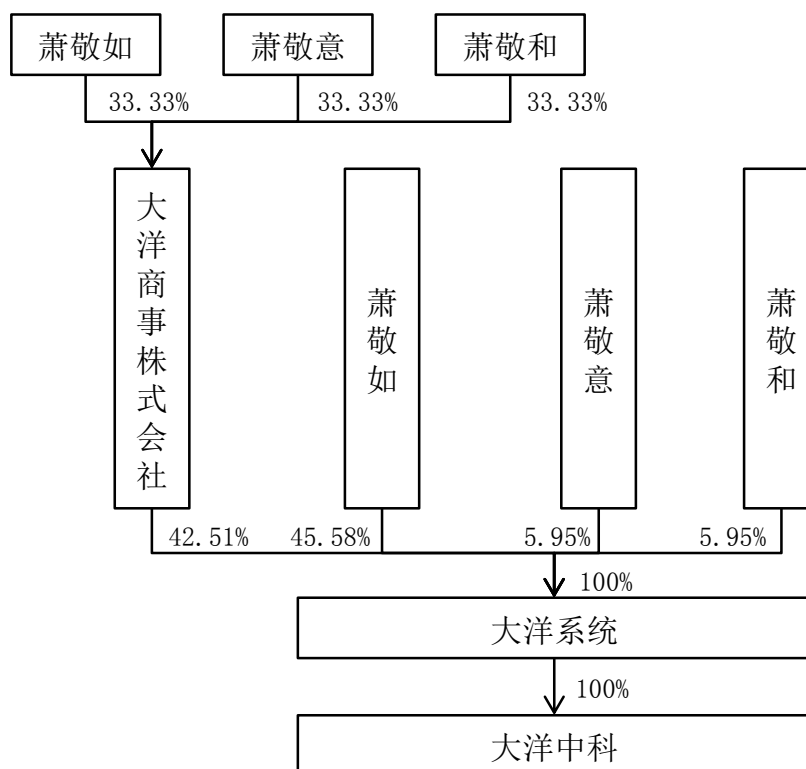 萧敬如
萧敬意
萧敬和
33.33%
33.33%
33.33%
大洋商事株式会社
萧敬如
萧敬意
萧敬和
42.51%
45.58%
5.95%
5.95%
100%
大洋系统
100%
大洋中科